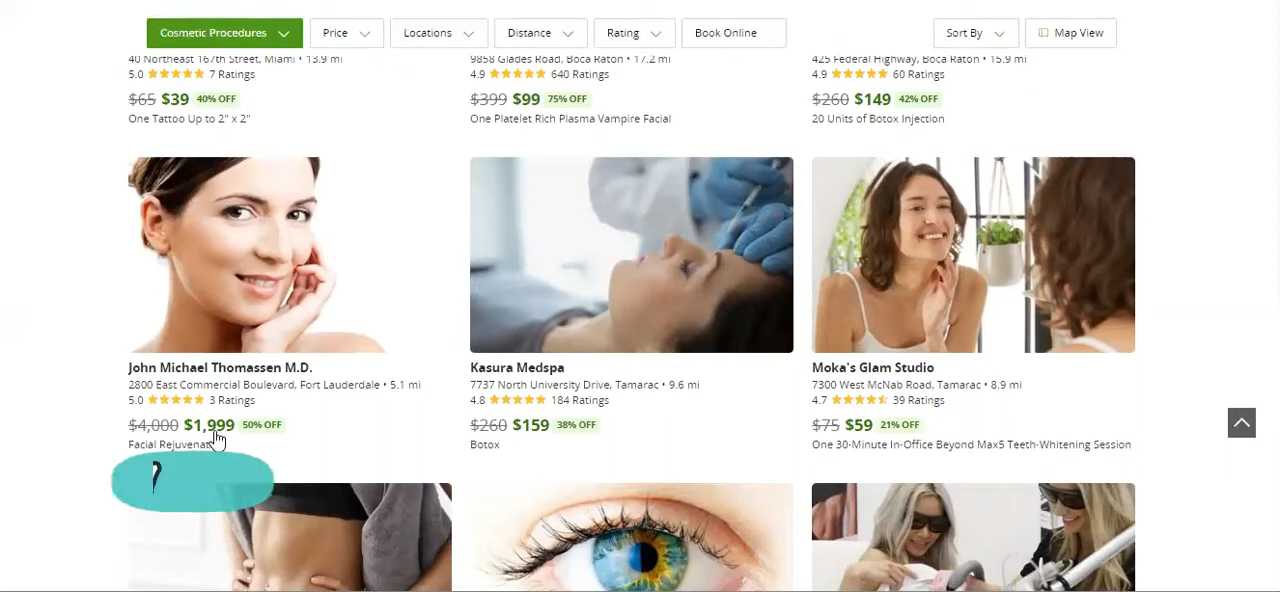 Cosmetic Procedures
Price
Locations
Distance
Rating
Book Online
Sort By
Map View
40 Northeast 167th Street, Miami • 13.9 mi
5.0 7 Ratings
$65 $39 40% OFF
One Tattoo Up to 2" x 2"
9858 Glades Road, Boca Raton • 17.2 mi
4.9 640 Ratings
$399 $99 75% OFF
One Platelet Rich Plasma Vampire Facial
425 Federal Highway, Boca Raton • 15.9 mi
4.9 60 Ratings
$260 $149 42% OFF
20 Units of Botox Injection
John Michael Thomassen M.D.
2800 East Commercial Boulevard, Fort Lauderdale • 5.1 mi
5.0 3 Ratings
$4,000 $1,999 50% OFF
Facial
Kasura Medspa
7737 North University Drive, Tamarac • 9.6 mi
4.8 184 Ratings
$260 $159 38% OFF
Botox
Moka's Glam Studio
7300 West McNab Road, Tamarac • 8.9 mi
4.7 39 Ratings
$75 $59 21% OFF
One 30-Minute In-Office Beyond Max5 Teeth-Whitening Session